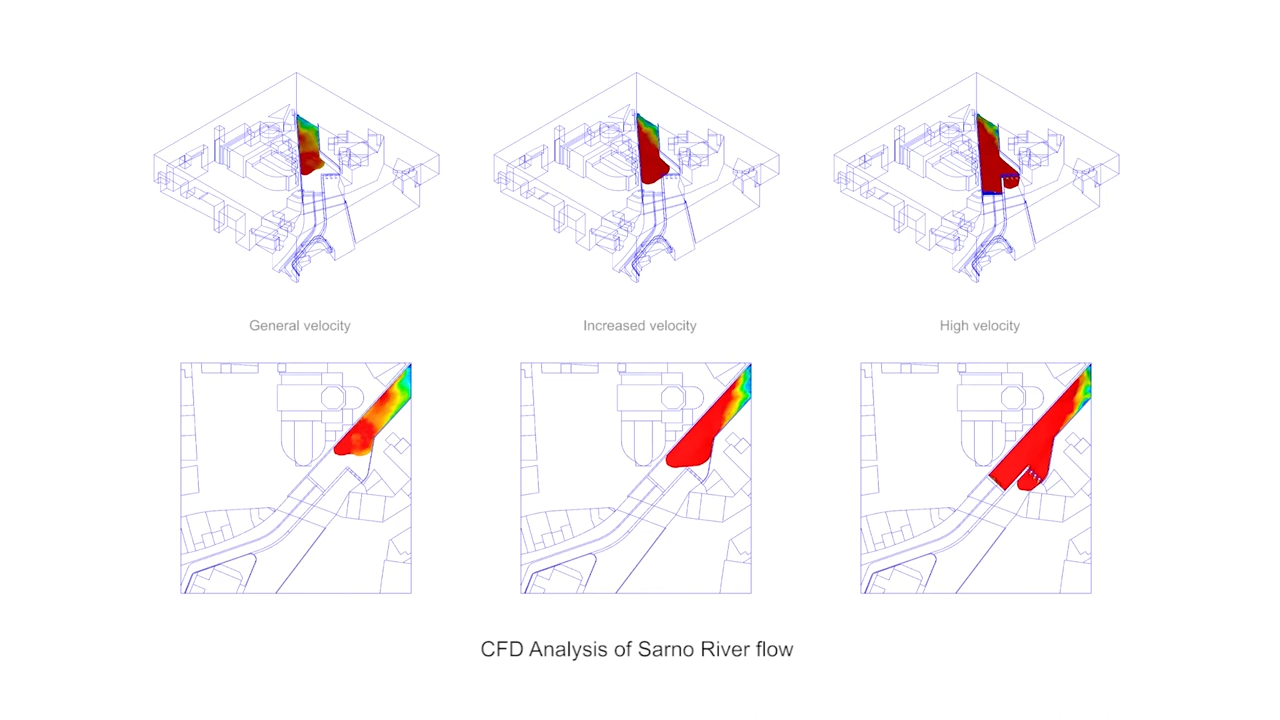 General velocity
Increased velocity
High velocity
CFD Analysis of Sarno River flow